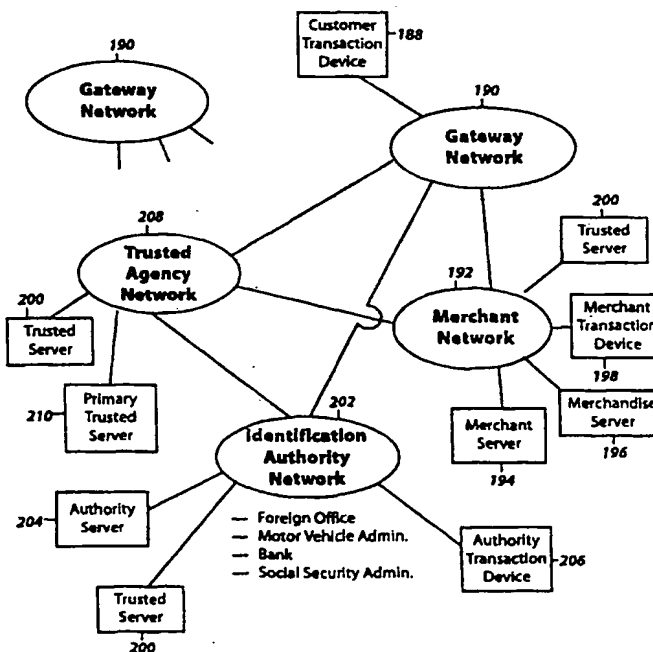 Customer
Transaction
Device
188
190
Gateway
Network
190
Gateway
Network
208
Trusted
Agency
Network
200
Trusted
Server
192
Merchant
Network
200
Trusted
Server
Merchant
Transaction
Device
198
210
Primary
Trusted
Server
202
Identification
Authority
Network
Merchant
Server
194
Merchandise
Server
196
204
Authority
Server
— Foreign Office
— Motor Vehicle Admin.
— Bank
— Social Security Admin.
Authority
Transaction
Device
206
Trusted
Server
200